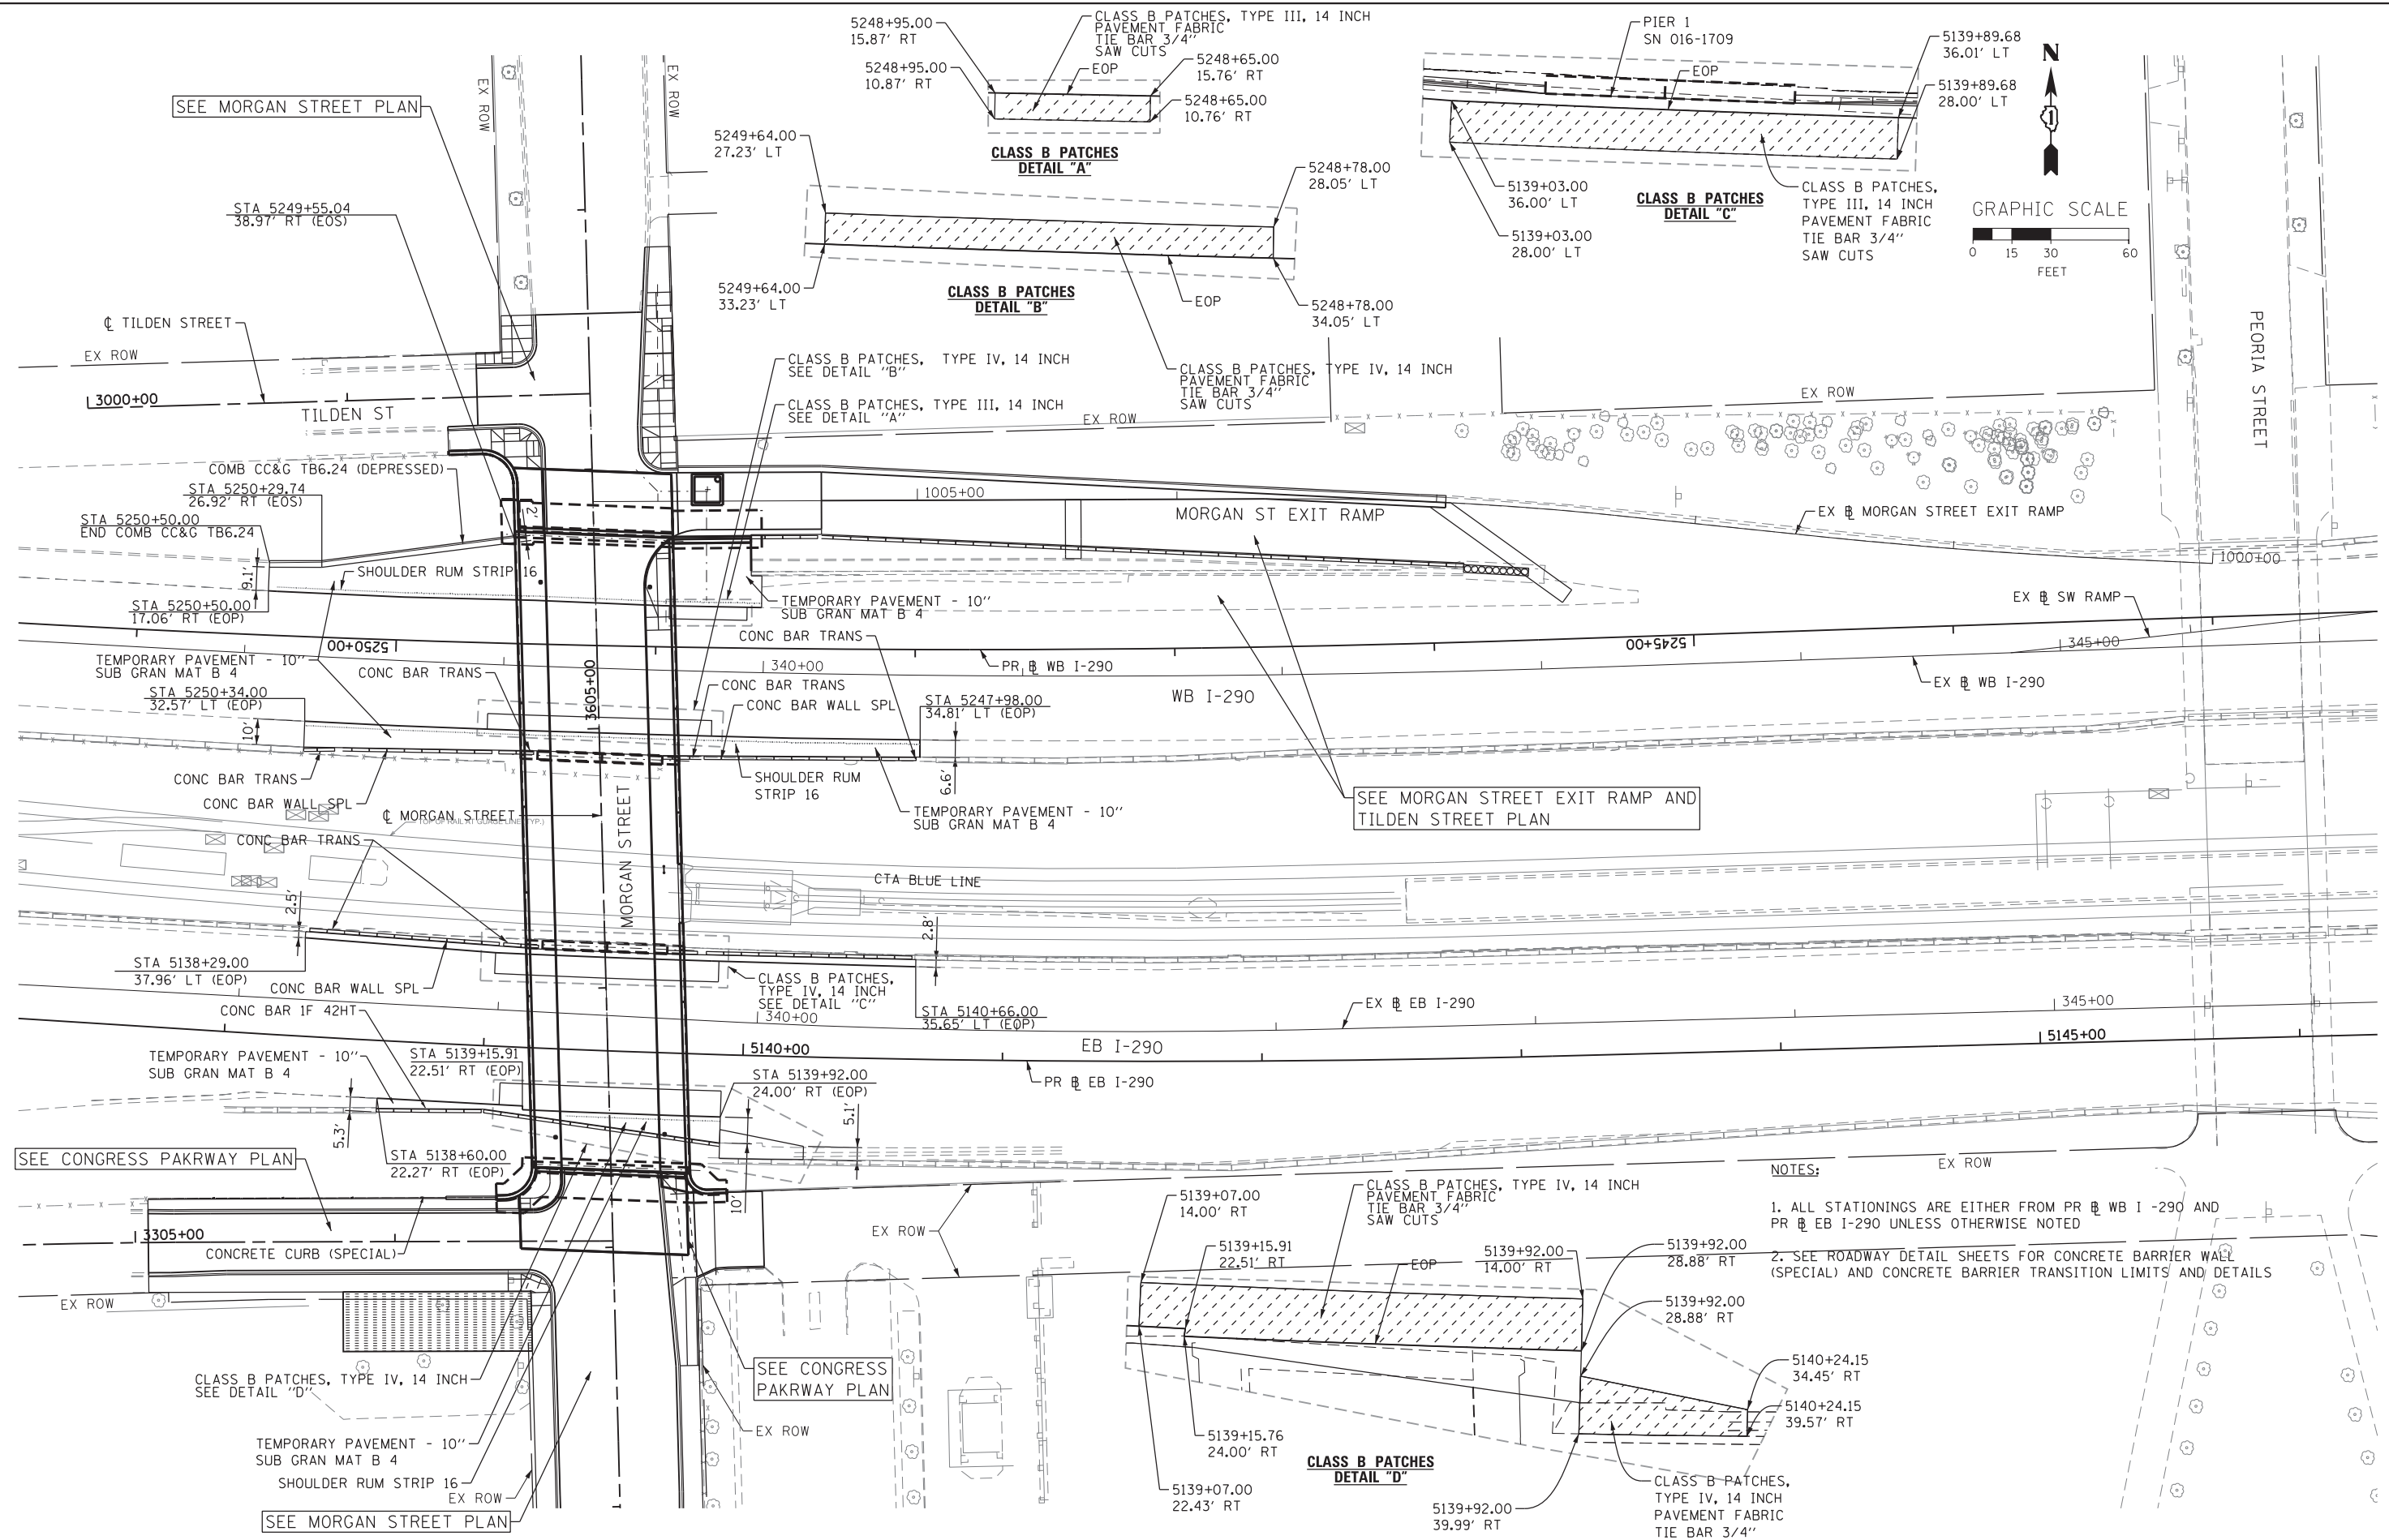 5248+95.00
15.87' RT
CLASS B PATCHES, TYPE III, 14 INCH
PAVEMENT FABRIC
TIE BAR 3/4"
SAW CUTS
EOP
5248+95.00
10.87' RT
5248+65.00
15.76' RT
5248+65.00
10.76' RT
CLASS B PATCHES
DETAIL "A"
PIER 1
SN 016-1709
EOP
5139+89.68
36.01' LT
5139+89.68
28.00' LT
5139+03.00
36.00' LT
5139+03.00
28.00' LT
CLASS B PATCHES
DETAIL "C"
CLASS B PATCHES,
TYPE III, 14 INCH
PAVEMENT FABRIC
TIE BAR 3/4"
SAW CUTS
N
GRAPHIC SCALE
0 15 30 60
FEET
EX ROW
EX ROW
SEE MORGAN STREET PLAN
5249+64.00
27.23' LT
5248+78.00
28.05' LT
5249+64.00
33.23' LT
CLASS B PATCHES
DETAIL "B"
EOP
5248+78.00
34.05' LT
CLASS B PATCHES, TYPE IV, 14 INCH
PAVEMENT FABRIC
TIE BAR 3/4"
SAW CUTS
STA 5249+55.04
38.97' RT (EOS)
℄ TILDEN STREET
EX ROW
3000+00
TILDEN ST
CLASS B PATCHES, TYPE IV, 14 INCH
SEE DETAIL "B"
CLASS B PATCHES, TYPE III, 14 INCH
SEE DETAIL "A"
EX ROW
EX ROW
PEORIA STREET
COMB CC&G TB6.24 (DEPRESSED)
STA 5250+29.74
26.92' RT (EOS)
STA 5250+50.00
END COMB CC&G TB6.24
2'
1005+00
MORGAN ST EXIT RAMP
EX BL MORGAN STREET EXIT RAMP
1000+00
9.1'
SHOULDER RUM STRIP 16
STA 5250+50.00
17.06' RT (EOP)
TEMPORARY PAVEMENT - 10"
SUB GRAN MAT B 4
EX BL SW RAMP
5250+00
5245+00
CONC BAR TRANS
PR BL WB I-290
345+00
TEMPORARY PAVEMENT - 10"
SUB GRAN MAT B 4
CONC BAR TRANS
3605+00
340+00
WB I-290
EX BL WB I-290
STA 5250+34.00
32.57' LT (EOP)
CONC BAR TRANS
CONC BAR WALL SPL
STA 5247+98.00
34.81' LT (EOP)
10'
CONC BAR TRANS
CONC BAR WALL SPL
SHOULDER RUM
STRIP 16
6.6'
TEMPORARY PAVEMENT - 10"
SUB GRAN MAT B 4
SEE MORGAN STREET EXIT RAMP AND
TILDEN STREET PLAN
℄ MORGAN STREET
MORGAN STREET
CONC BAR TRANS
CTA BLUE LINE
2.5'
2.8'
STA 5138+29.00
37.96' LT (EOP)
CONC BAR WALL SPL
CLASS B PATCHES,
TYPE IV, 14 INCH
SEE DETAIL "C"
340+00
STA 5140+66.00
35.65' LT (EOP)
EX BL EB I-290
345+00
CONC BAR 1F 42HT
5140+00
EB I-290
5145+00
TEMPORARY PAVEMENT - 10"
SUB GRAN MAT B 4
STA 5139+15.91
22.51' RT (EOP)
STA 5139+92.00
24.00' RT (EOP)
PR BL EB I-290
5.3'
5.1'
STA 5138+60.00
22.27' RT (EOP)
SEE CONGRESS PAKRWAY PLAN
10'
EX ROW
3305+00
CONCRETE CURB (SPECIAL)
EX ROW
EX ROW
NOTES:
1. ALL STATIONINGS ARE EITHER FROM PR BL WB I -290 AND
PR BL EB I-290 UNLESS OTHERWISE NOTED
2. SEE ROADWAY DETAIL SHEETS FOR CONCRETE BARRIER WALL
(SPECIAL) AND CONCRETE BARRIER TRANSITION LIMITS AND DETAILS
5139+07.00
14.00' RT
CLASS B PATCHES, TYPE IV, 14 INCH
PAVEMENT FABRIC
TIE BAR 3/4"
SAW CUTS
5139+15.91
22.51' RT
EOP
5139+92.00
14.00' RT
5139+92.00
28.88' RT
5139+92.00
28.88' RT
5140+24.15
34.45' RT
5140+24.15
39.57' RT
5139+15.76
24.00' RT
5139+07.00
22.43' RT
CLASS B PATCHES
DETAIL "D"
5139+92.00
39.99' RT
CLASS B PATCHES,
TYPE IV, 14 INCH
PAVEMENT FABRIC
TIE BAR 3/4"
SEE CONGRESS
PAKRWAY PLAN
EX ROW
CLASS B PATCHES, TYPE IV, 14 INCH
SEE DETAIL "D"
TEMPORARY PAVEMENT - 10"
SUB GRAN MAT B 4
SHOULDER RUM STRIP 16
EX ROW
SEE MORGAN STREET PLAN